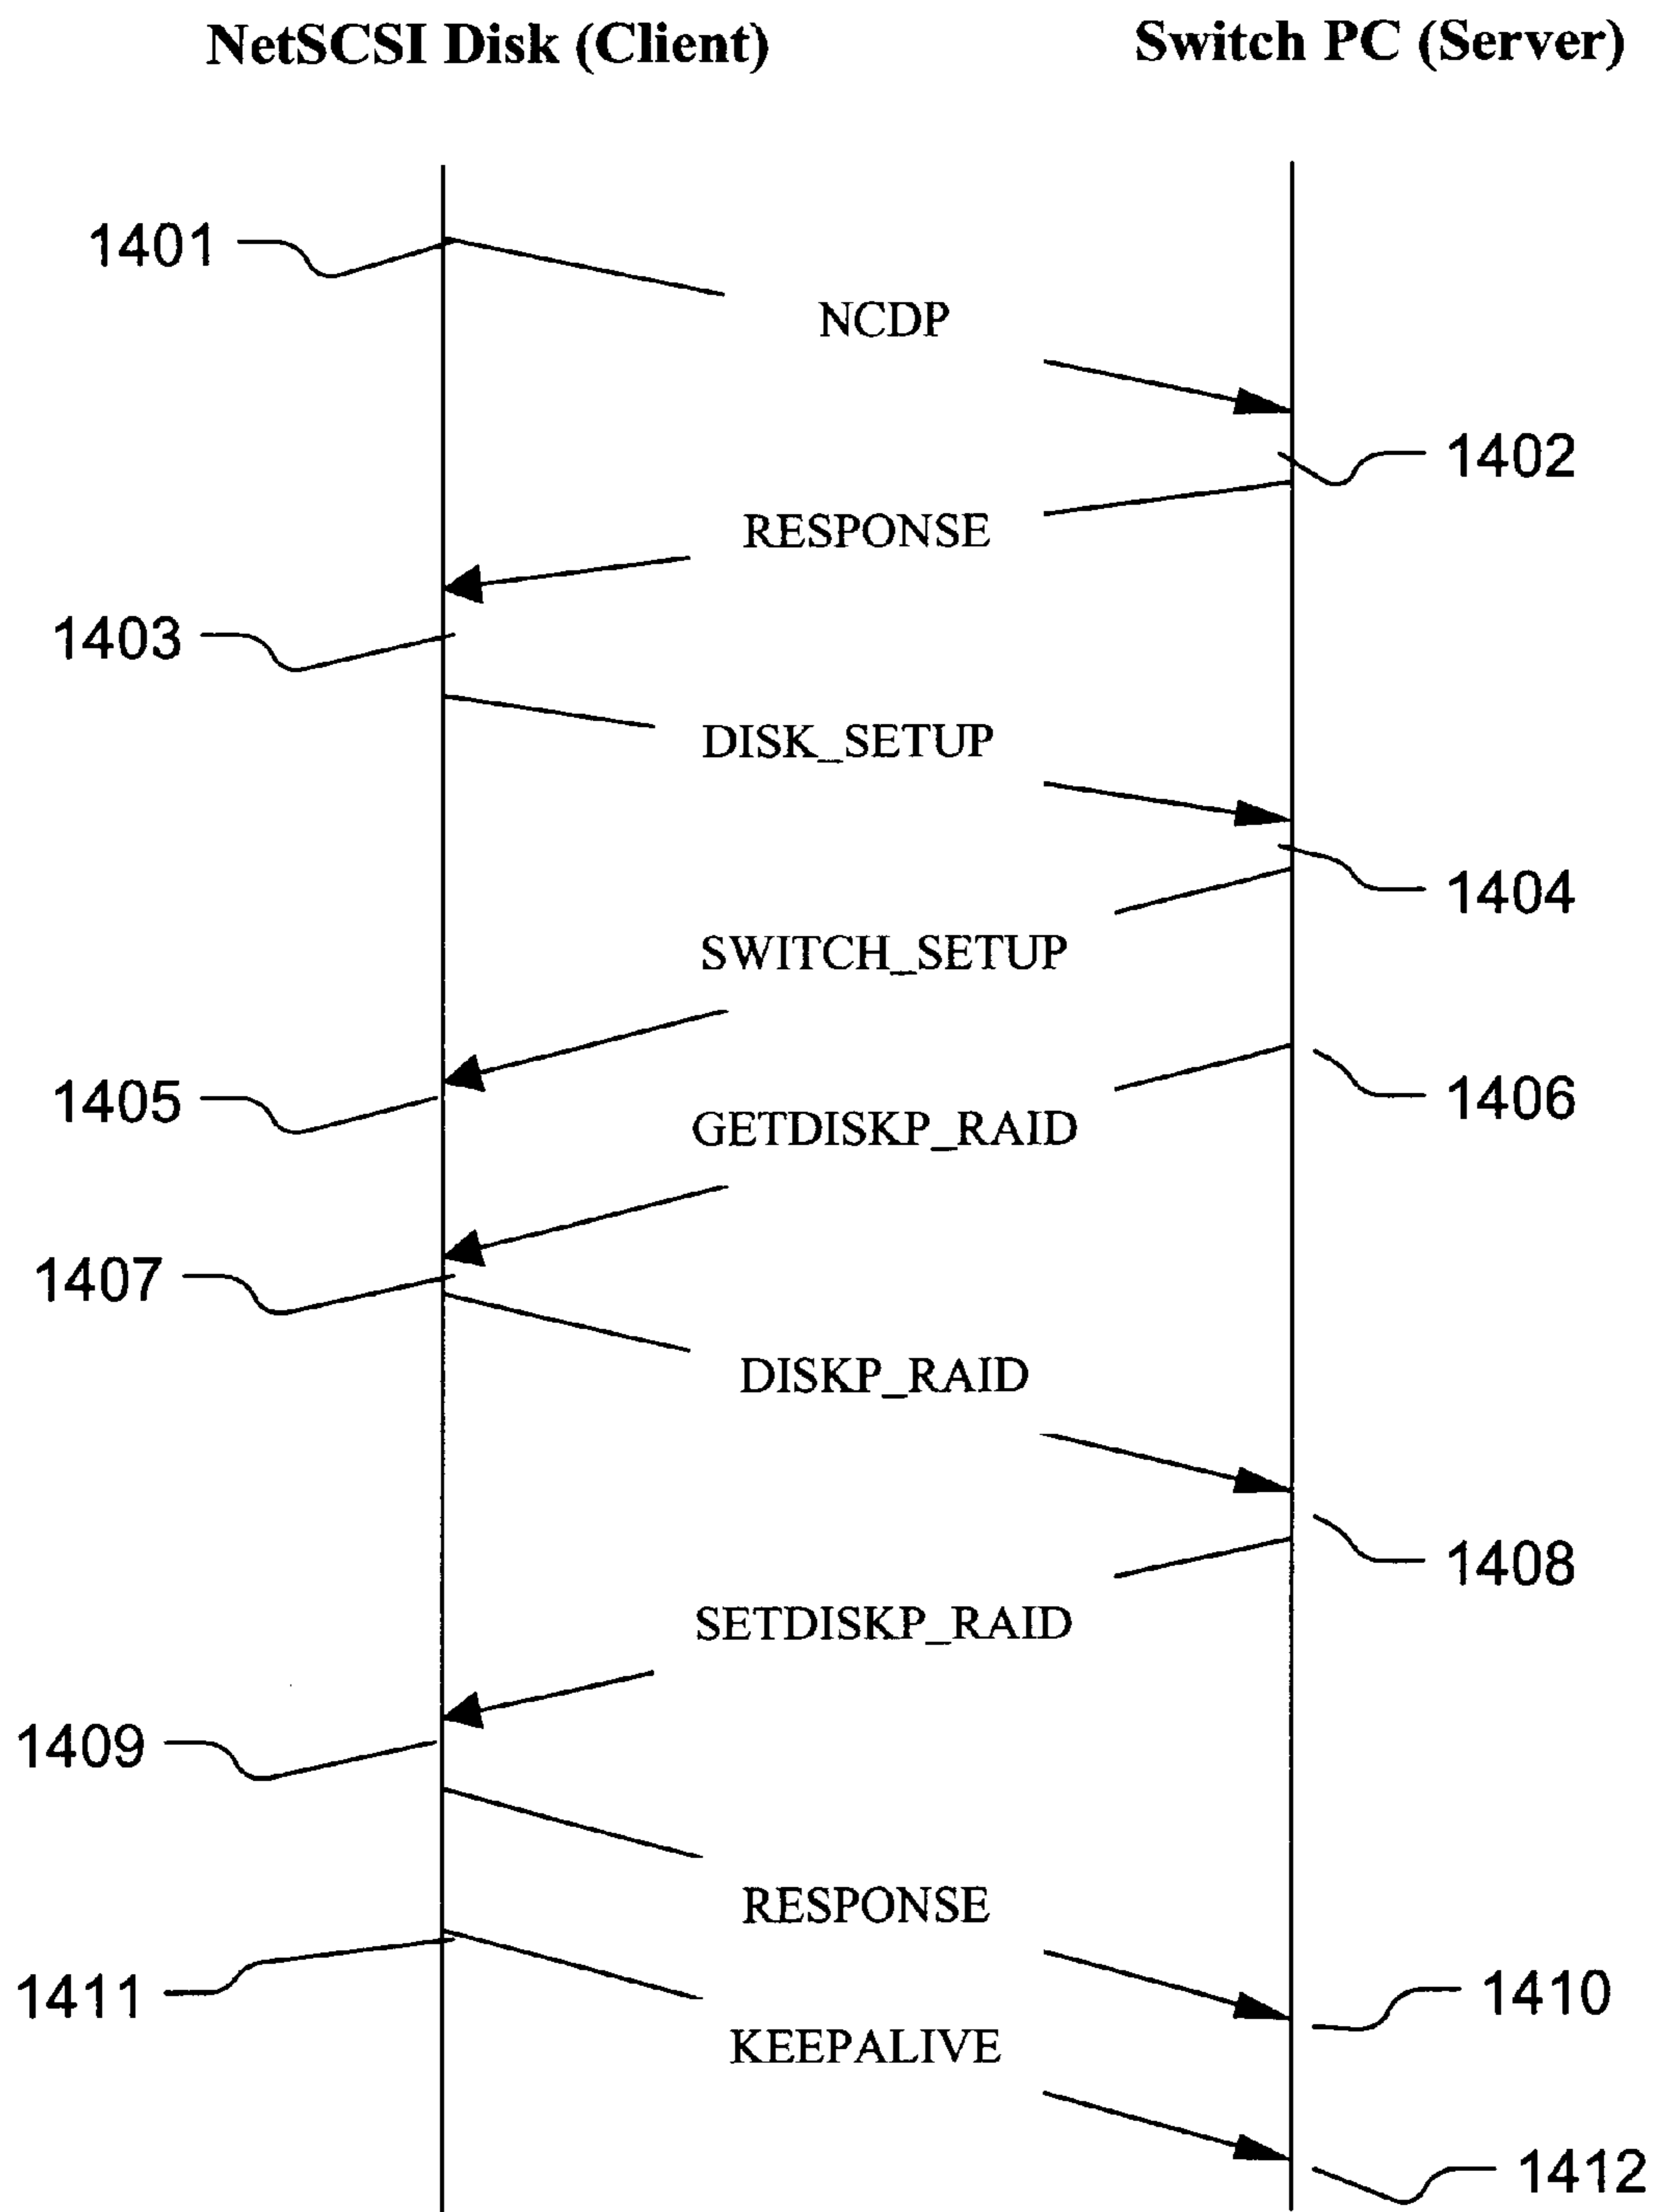 NetSCSI Disk (Client) Switch PC (Server)
1401
NCDP
1402
RESPONSE
1403
DISK_SETUP
1404
SWITCH_SETUP
1405
1406
GETDISKP_RAID
1407
DISKP_RAID
1408
SETDISKP_RAID
1409
RESPONSE
1411
1410
KEEPALIVE
1412